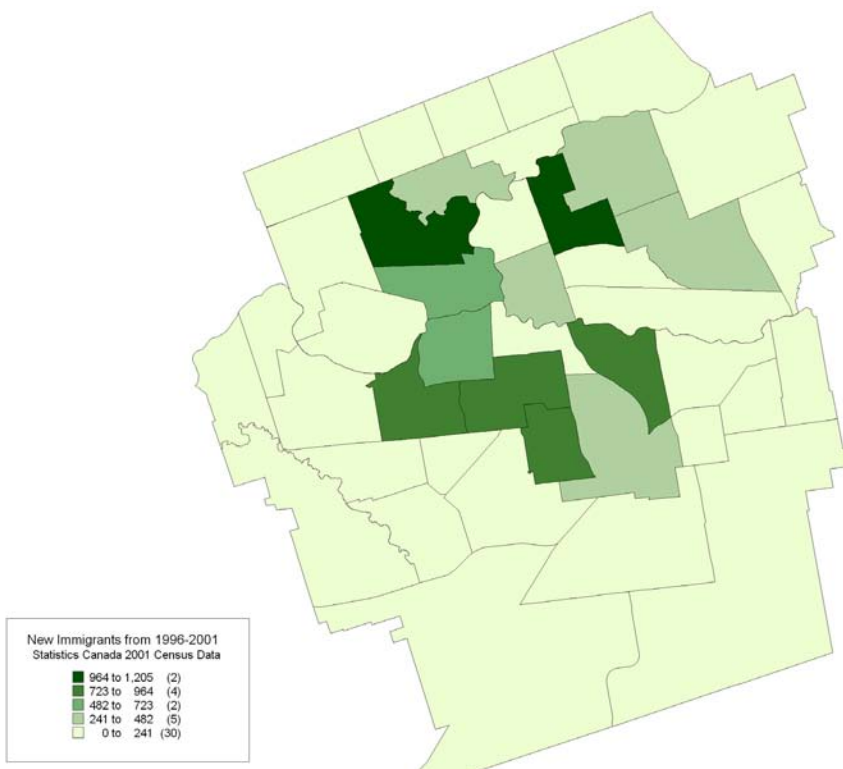 New Immigrants from 1996-2001
Statistics Canada 2001 Census Data
964 to 1,205 (2)
723 to 964 (4)
482 to 723 (2)
241 to 482 (5)
0 to 241 (30)